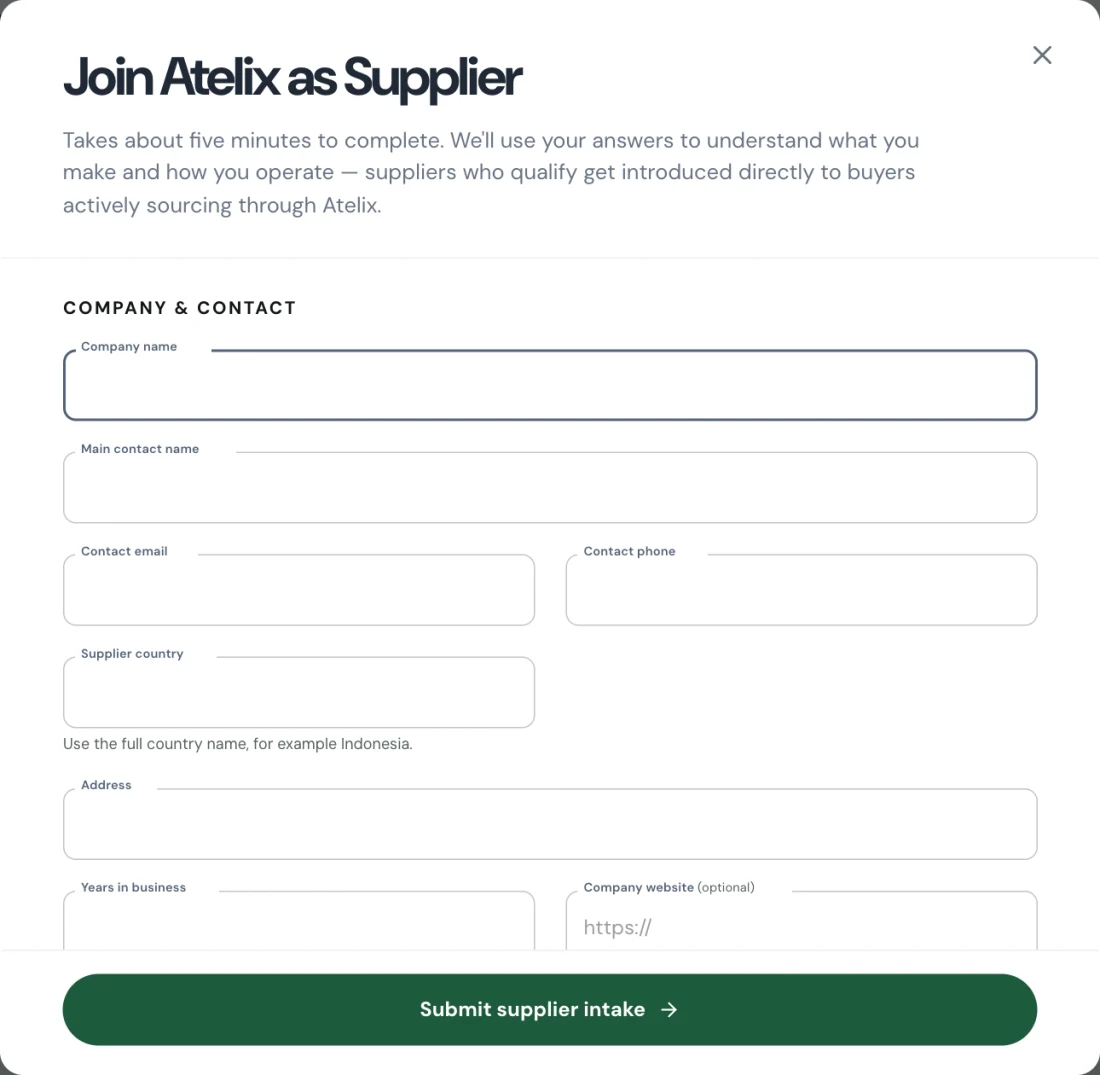 Join Atelix as Supplier
Takes about five minutes to complete. We'll use your answers to understand what you
make and how you operate — suppliers who qualify get introduced directly to buyers
actively sourcing through Atelix.
COMPANY & CONTACT
Company name
Main contact name
Contact email
Contact phone
Supplier country
Use the full country name, for example Indonesia.
Address
Years in business
Company website (optional)
https://
Submit supplier intake →